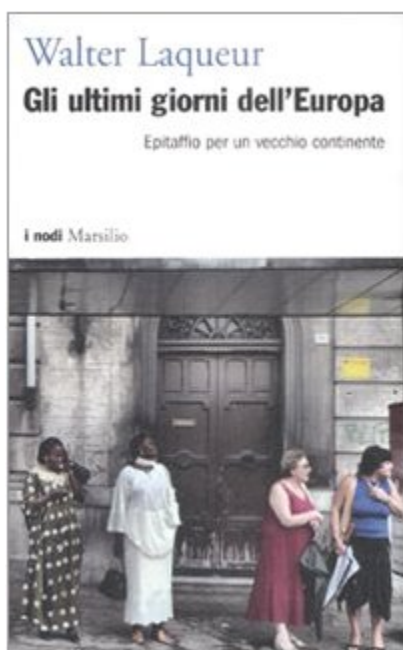 Walter Laqueur
Gli ultimi giorni dell'Europa
Epitaffio per un vecchio continente
i nodi Marsilio